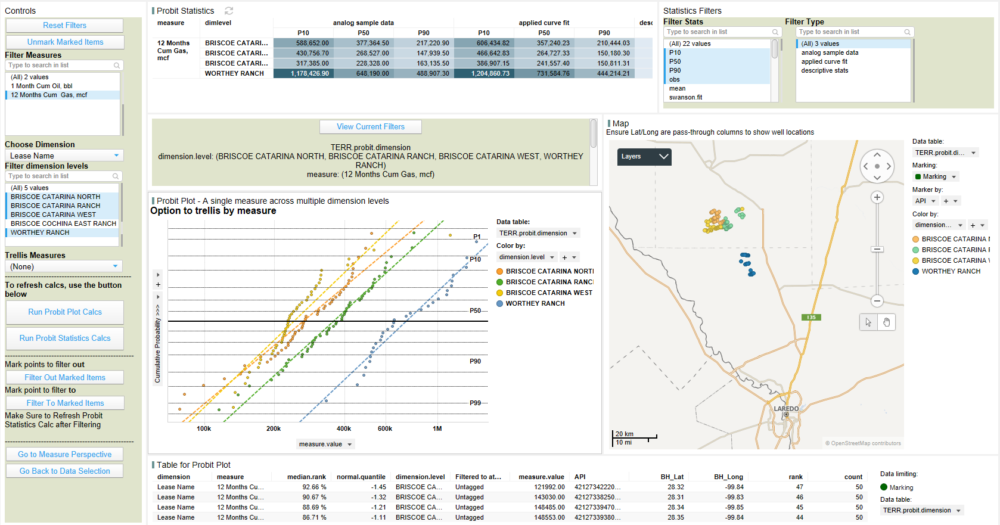 Controls
Reset Filters
Unmark Marked Items
Filter Measures
Type to search in list
(All) 2 values
1 Month Cum Oil, bbl
12 Months Cum  Gas, mcf
Choose Dimension
Lease Name
Filter dimension levels
Type to search in list
(All) 5 values
BRISCOE CATARINA NORTH
BRISCOE CATARINA RANCH
BRISCOE CATARINA WEST
BRISCOE COCHINA EAST RANCH
WORTHEY RANCH
Trellis Measures
(None)
To refresh calcs, use the button
below
Run Probit Plot Calcs
Run Probit Statistics Calcs
Mark points to filter out
Filter Out Marked Items
Mark point to filter to
Filter To Marked Items
Make Sure to Refresh Probit
Statistics Calc after Filtering
Go to Measure Perspective
Go Back to Data Selection
Probit Statistics
measure dimlevel analog sample data applied curve fit desc
P10 P50 P90 P10 P50 P90
12 Months
Cum Gas,
mcf
BRISCOE CATARI... 588,652.00 377,364.50 217,220.90 606,434.82 357,240.23 210,444.03
BRISCOE CATARI... 430,756.70 268,527.00 147,939.50 466,642.83 264,727.33 150,180.30
BRISCOE CATARI... 317,385.00 228,328.00 163,135.50 386,907.15 241,557.40 150,811.31
WORTHEY RANCH 1,178,426.90 648,190.00 488,907.30 1,204,860.73 731,584.76 444,214.21
Statistics Filters
Filter Stats
Type to search in list
(All) 22 values
P10
P50
P90
obs
mean
swanson.fit
Filter Type
Type to search in list
(All) 3 values
analog sample data
applied curve fit
descriptive stats
View Current Filters
TERR.probit.dimension
dimension.level: (BRISCOE CATARINA NORTH, BRISCOE CATARINA RANCH, BRISCOE CATARINA WEST, WORTHEY
RANCH)
measure: (12 Months Cum Gas, mcf)
Probit Plot - A single measure across multiple dimension levels
Option to trellis by measure
Cumulative Probability >>>
P1
P10
P50
P90
P99
100k 200k 400k 600k 1M
measure.value
Data table:
TERR.probit.dimension
Color by:
dimension.level
+
BRISCOE CATARINA NORTH
BRISCOE CATARINA RANC
BRISCOE CATARINA WEST
WORTHEY RANCH
Map
Ensure Lat/Long are pass-through columns to show well locations
Layers
I35
LAREDO
20 km
10 mi
© OpenStreetMap contributors
Data table:
TERR.probit.di...
Marking:
Marking
Marker by:
API +
Color by:
dimension... +
BRISCOE CATARINA N
BRISCOE CATARINA R
BRISCOE CATARINA W
WORTHEY RANCH
Table for Probit Plot
dimension measure median.rank normal.quantile dimension.level Filtered to at... measure.value API BH_Lat BH_Long rank count
Lease Name 12 Months Cu... 92.66 % -1.45 BRISCOE CA... Untagged 121992.00 42127342220... 28.32 -99.84 47 50
Lease Name 12 Months Cu... 90.67 % -1.32 BRISCOE CA... Untagged 143030.00 42127338250... 28.31 -99.83 46 50
Lease Name 12 Months Cu... 88.69 % -1.21 BRISCOE CA... Untagged 148485.00 42127339470... 28.34 -99.85 45 50
Lease Name 12 Months Cu... 86.71 % -1.11 BRISCOE CA... Untagged 148553.00 42127339380... 28.35 -99.84 44 50
Data limiting:
Marking
Data table:
TERR.probit.dimension